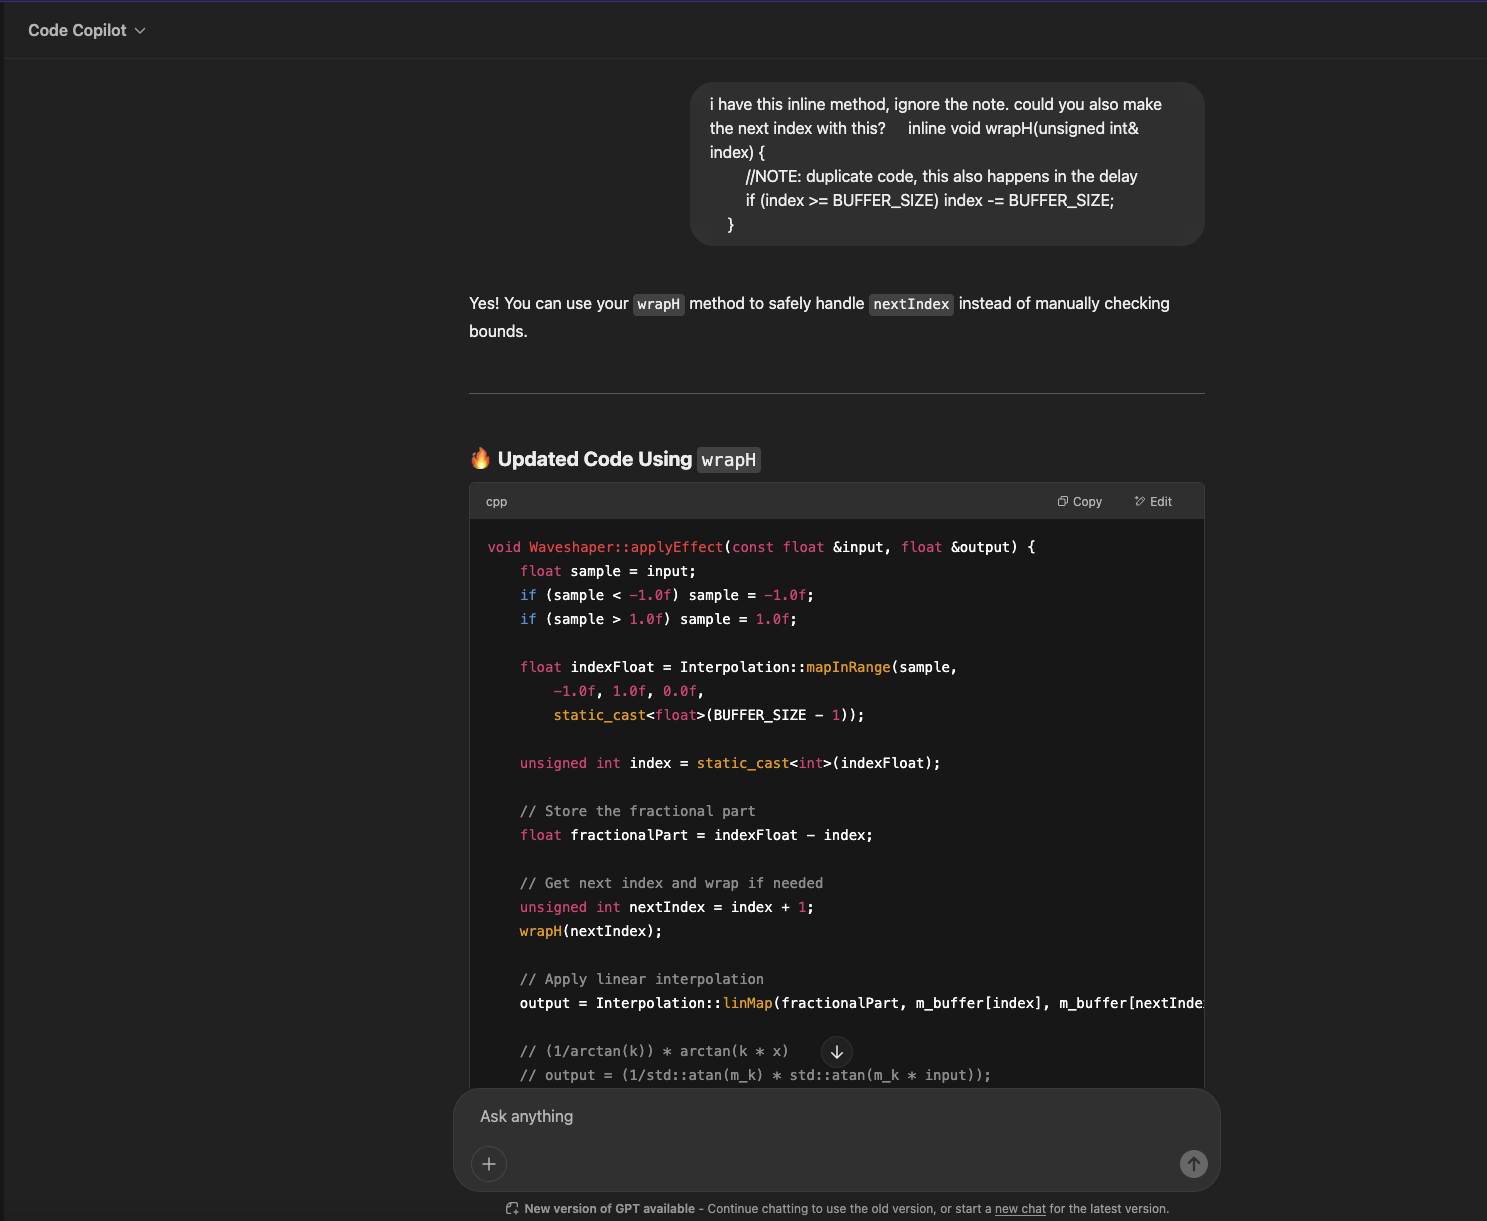 Code Copilot
i have this inline method, ignore the note. could you also make
the next index with this?     inline void wrapH(unsigned int&
index) {
        //NOTE: duplicate code, this also happens in the delay
        if (index >= BUFFER_SIZE) index -= BUFFER_SIZE;
    }
Yes! You can use your wrapH method to safely handle nextIndex instead of manually checking
bounds.
🔥 Updated Code Using wrapH
cpp
Copy
Edit
void Waveshaper::applyEffect(const float &input, float &output) {
    float sample = input;
    if (sample < -1.0f) sample = -1.0f;
    if (sample > 1.0f) sample = 1.0f;
    float indexFloat = Interpolation::mapInRange(sample,
        -1.0f, 1.0f, 0.0f,
        static_cast<float>(BUFFER_SIZE - 1));
    unsigned int index = static_cast<int>(indexFloat);
    // Store the fractional part
    float fractionalPart = indexFloat - index;
    // Get next index and wrap if needed
    unsigned int nextIndex = index + 1;
    wrapH(nextIndex);
    // Apply linear interpolation
    output = Interpolation::linMap(fractionalPart, m_buffer[index], m_buffer[nextInde
    // (1/arctan(k)) * arctan(k * x)
    // output = (1/std::atan(m_k) * std::atan(m_k * input));
Ask anything
New version of GPT available - Continue chatting to use the old version, or start a new chat for the latest version.